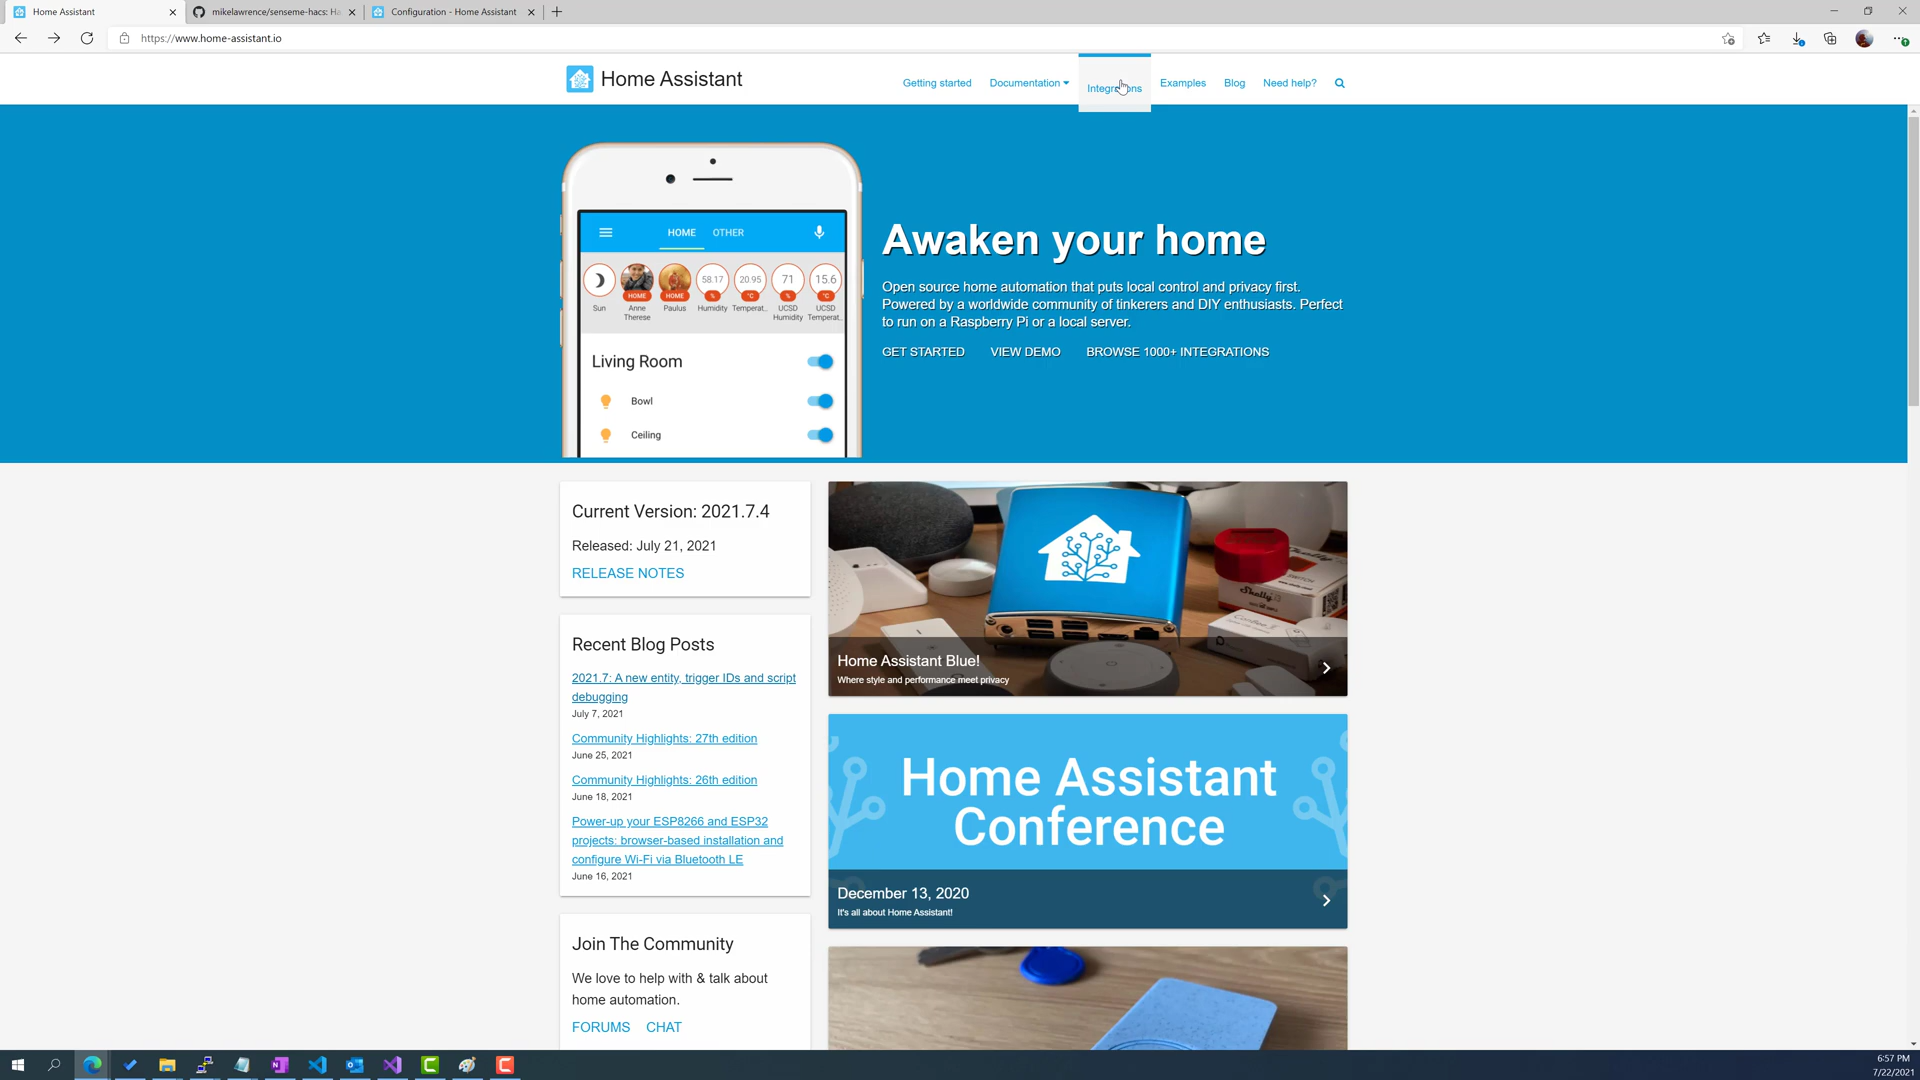 Home Assistant
mikelawrence/senseme-hacs: Ha
Configuration - Home Assistant
https://www.home-assistant.io
Home Assistant
Getting started
Documentation
Integrations
Examples
Blog
Need help?
HOME
OTHER
58.17
20.95
71
15.6
HOME
HOME
%
°C
%
°C
Sun
Anne
Therese
Paulus
Humidity
Temperat...
UCSD
Humidity
UCSD
Temperat...
Living Room
Bowl
Ceiling
Awaken your home
Open source home automation that puts local control and privacy first.
Powered by a worldwide community of tinkerers and DIY enthusiasts. Perfect
to run on a Raspberry Pi or a local server.
GET STARTED
VIEW DEMO
BROWSE 1000+ INTEGRATIONS
Current Version: 2021.7.4
Released: July 21, 2021
RELEASE NOTES
Recent Blog Posts
2021.7: A new entity, trigger IDs and script
debugging
July 7, 2021
Community Highlights: 27th edition
June 25, 2021
Community Highlights: 26th edition
June 18, 2021
Power-up your ESP8266 and ESP32
projects: browser-based installation and
configure Wi-Fi via Bluetooth LE
June 16, 2021
Join The Community
We love to help with & talk about
home automation.
FORUMS
CHAT
Shelly
Home Assistant Blue!
Where style and performance meet privacy
Home Assistant
Conference
December 13, 2020
It's all about Home Assistant!
6:57 PM
7/22/2021